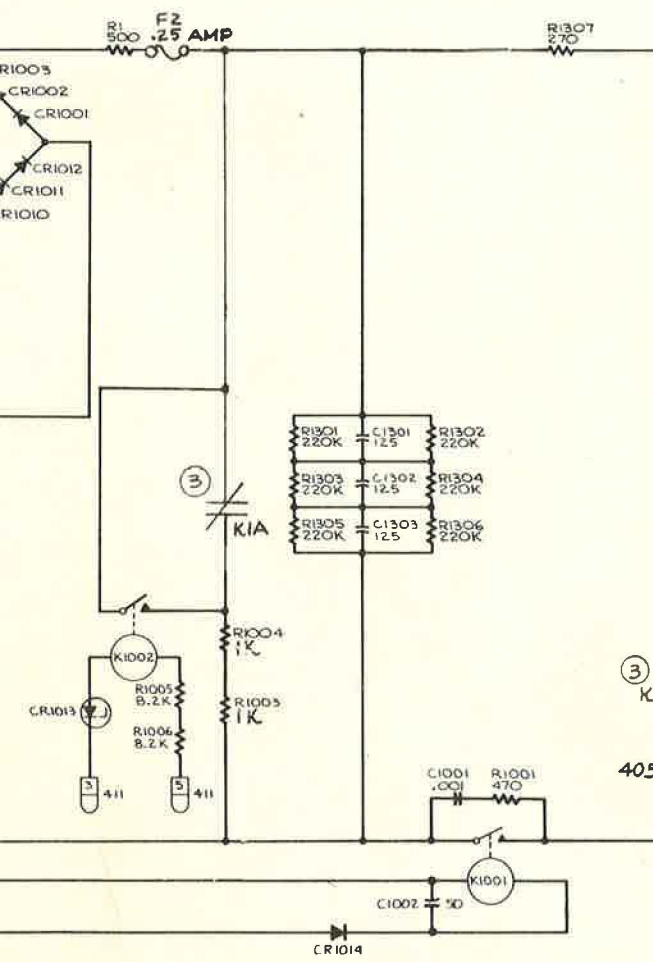 R1
500
F2
.25 AMP
R1307
270
R1003
CR1002
CR1001
CR1012
CR1011
R1010
R1301
220K
C1301
125
R1302
220K
3
R1303
220K
C1302
125
R1304
220K
K1A
R1305
220K
C1303
125
R1306
220K
R1004
1K
K1002
3
K
R1005
8.2K
CR1013
R1003
1K
R1006
8.2K
405
3
411
5
411
C1001
.001
R1001
470
K1001
C1002
50
CR1014